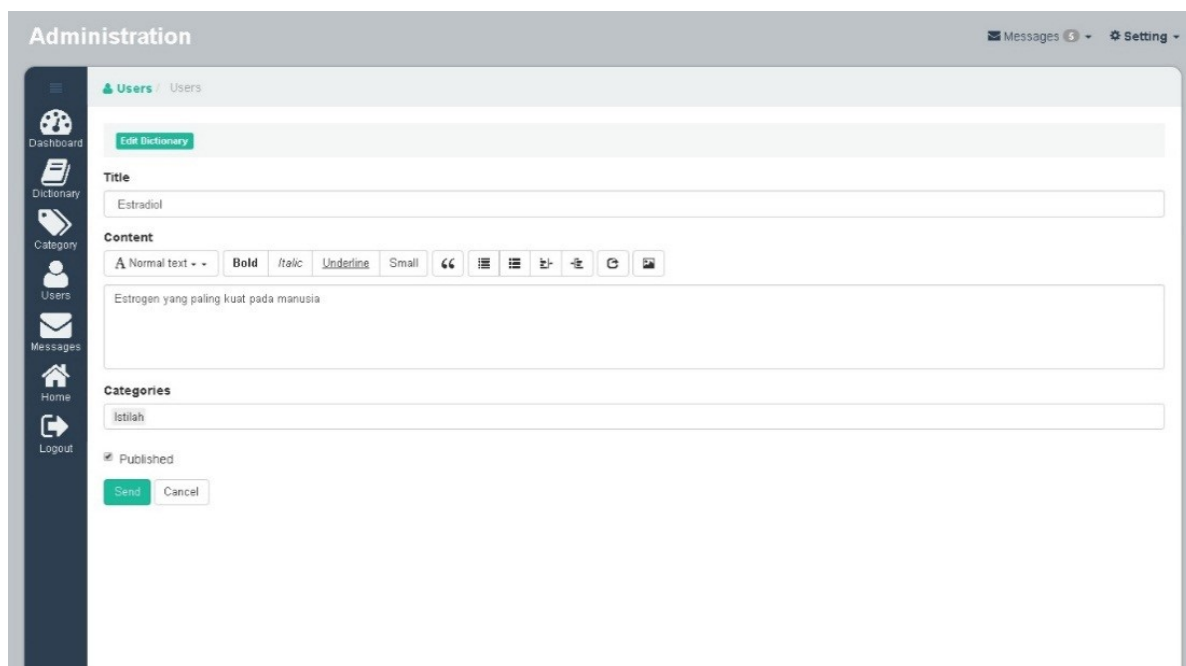 Administration
Messages 5
Setting
Users / Users
Dashboard
Dictionary
Category
Users
Messages
Home
Logout
Edit Dictionary
Title
Estradiol
Content
A Normal text
Bold Italic Underline Small
Estrogen yang paling kuat pada manusia
Categories
Istilah
Published
Send Cancel